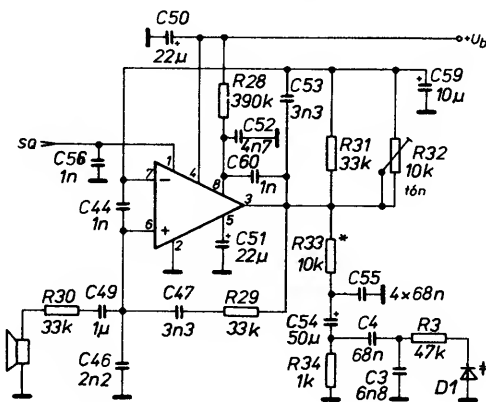 C50
22µ
+Ub
R28
390k
C53
3n3
C59
10µ
C52
4n7
R31
33k
R32
10k
t6n
sq
C56
1n
C60
1n
1
4
8
7
3
C44
1n
6
5
2
C51
22µ
R33
10k
*
C55
4×68n
R30
33k
C49
1µ
C47
3n3
R29
33k
C54
50µ
C4
68n
R3
47k
C46
2n2
R34
1k
C3
6n8
D1